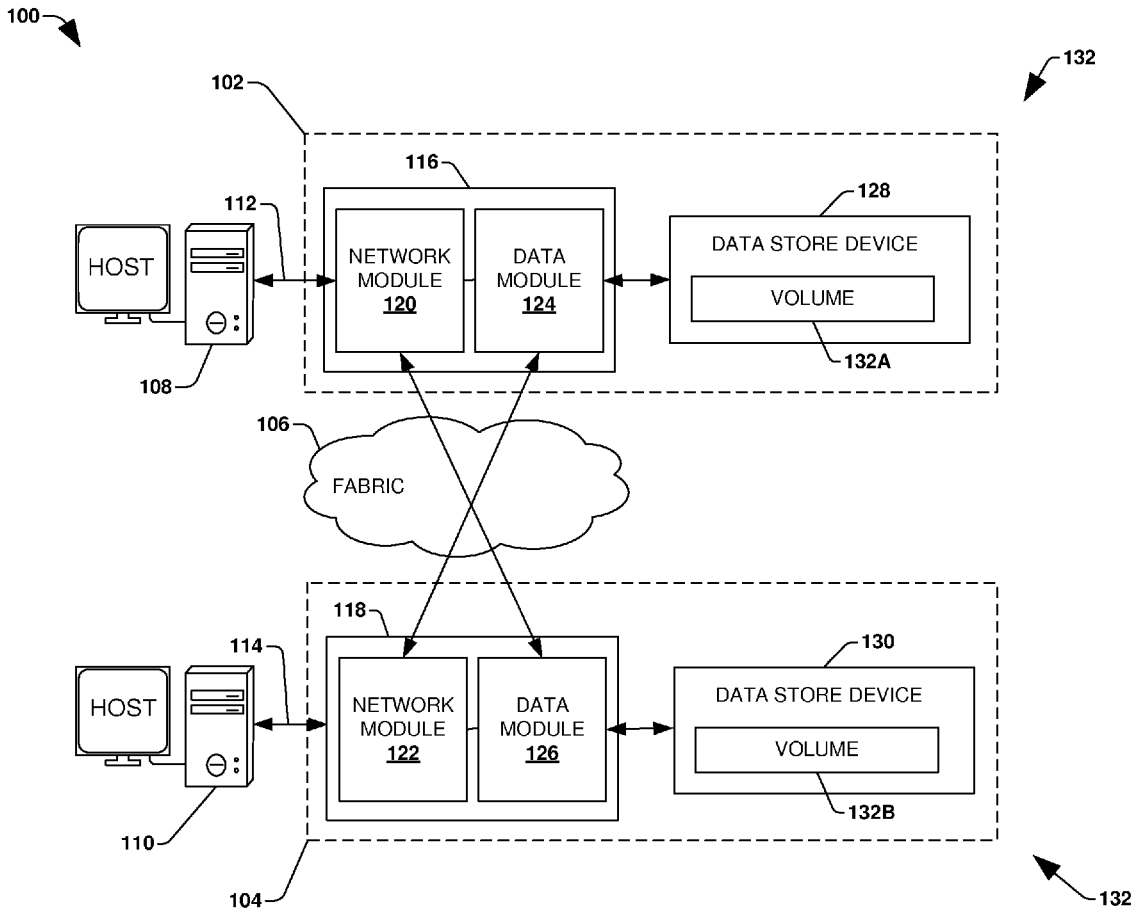 100
132
102
116
128
112
HOST
NETWORK
MODULE
120
DATA
MODULE
124
DATA STORE DEVICE
VOLUME
132A
108
106
FABRIC
118
130
114
HOST
NETWORK
MODULE
122
DATA
MODULE
126
DATA STORE DEVICE
VOLUME
132B
110
104
132